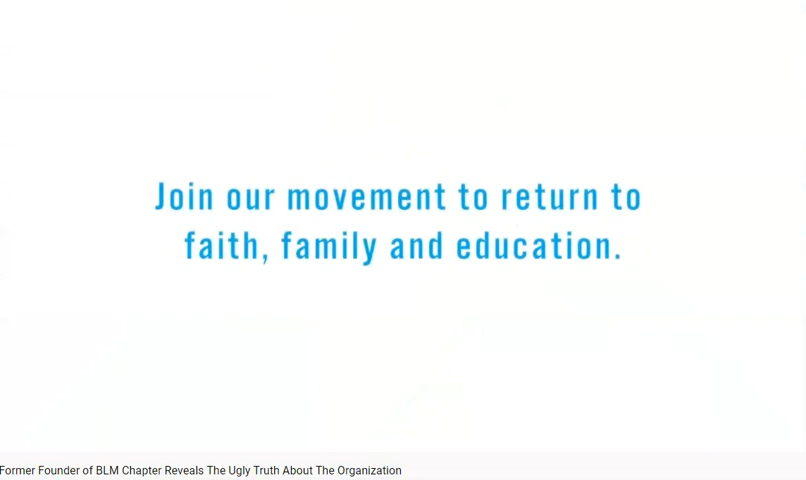 Join our movement to return to
faith, family and education.
Former Founder of BLM Chapter Reveals The Ugly Truth About The Organization